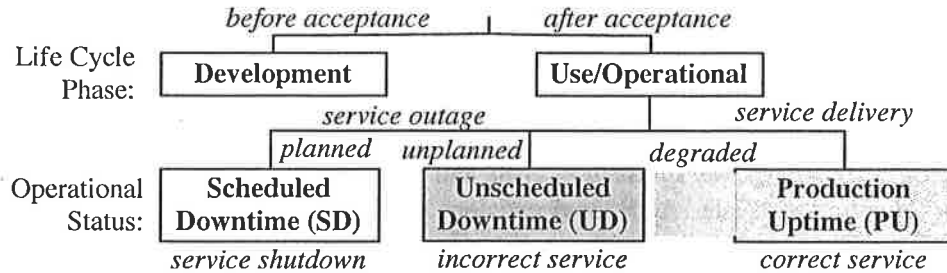 before acceptance after acceptance
Life Cycle Phase: Development Use/Operational
service outage service delivery
planned unplanned degraded
Operational Status: Scheduled Downtime (SD) Unscheduled Downtime (UD) Production Uptime (PU)
service shutdown incorrect service correct service